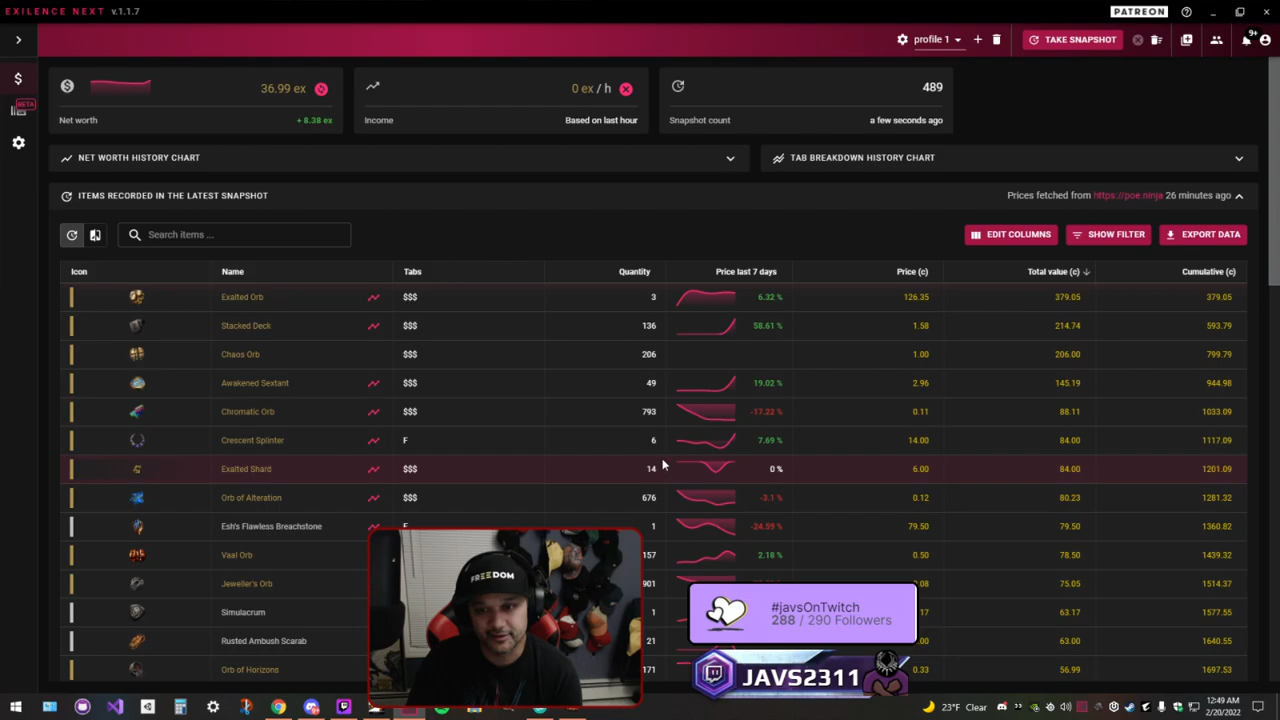 EXILENCE NEXT v.1.1.7
PATREON
profile 1
TAKE SNAPSHOT
9+
36.99 ex
Net worth
+ 8.38 ex
0 ex / h
Income
Based on last hour
489
Snapshot count
a few seconds ago
BETA
NET WORTH HISTORY CHART
TAB BREAKDOWN HISTORY CHART
ITEMS RECORDED IN THE LATEST SNAPSHOT
Prices fetched from https://poe.ninja 26 minutes ago
Search items ...
EDIT COLUMNS
SHOW FILTER
EXPORT DATA
Icon Name Tabs Quantity Price last 7 days Price (c) Total value (c) Cumulative (c)
Exalted Orb $$$ 3 6.32 % 126.35 379.05 379.05
Stacked Deck $$$ 136 58.61 % 1.58 214.74 593.79
Chaos Orb $$$ 206 1.00 206.00 799.79
Awakened Sextant $$$ 49 19.02 % 2.96 145.19 944.98
Chromatic Orb $$$ 793 -17.22 % 0.11 88.11 1033.09
Crescent Splinter F 6 7.69 % 14.00 84.00 1117.09
Exalted Shard $$$ 14 0 % 6.00 84.00 1201.09
Orb of Alteration $$$ 676 -3.1 % 0.12 80.23 1281.32
Esh's Flawless Breachstone F 1 -24.59 % 79.50 79.50 1360.82
Vaal Orb 157 2.18 % 0.50 78.50 1439.32
Jeweller's Orb 901 .08 75.05 1514.37
Simulacrum 1 .17 63.17 1577.55
Rusted Ambush Scarab 21 .00 63.00 1640.55
Orb of Horizons 171 0.33 56.99 1697.53
FREEDOM
#javsOnTwitch
288 / 290 Followers
JAVS2311
23°F Clear
12:49 AM
2/20/2022